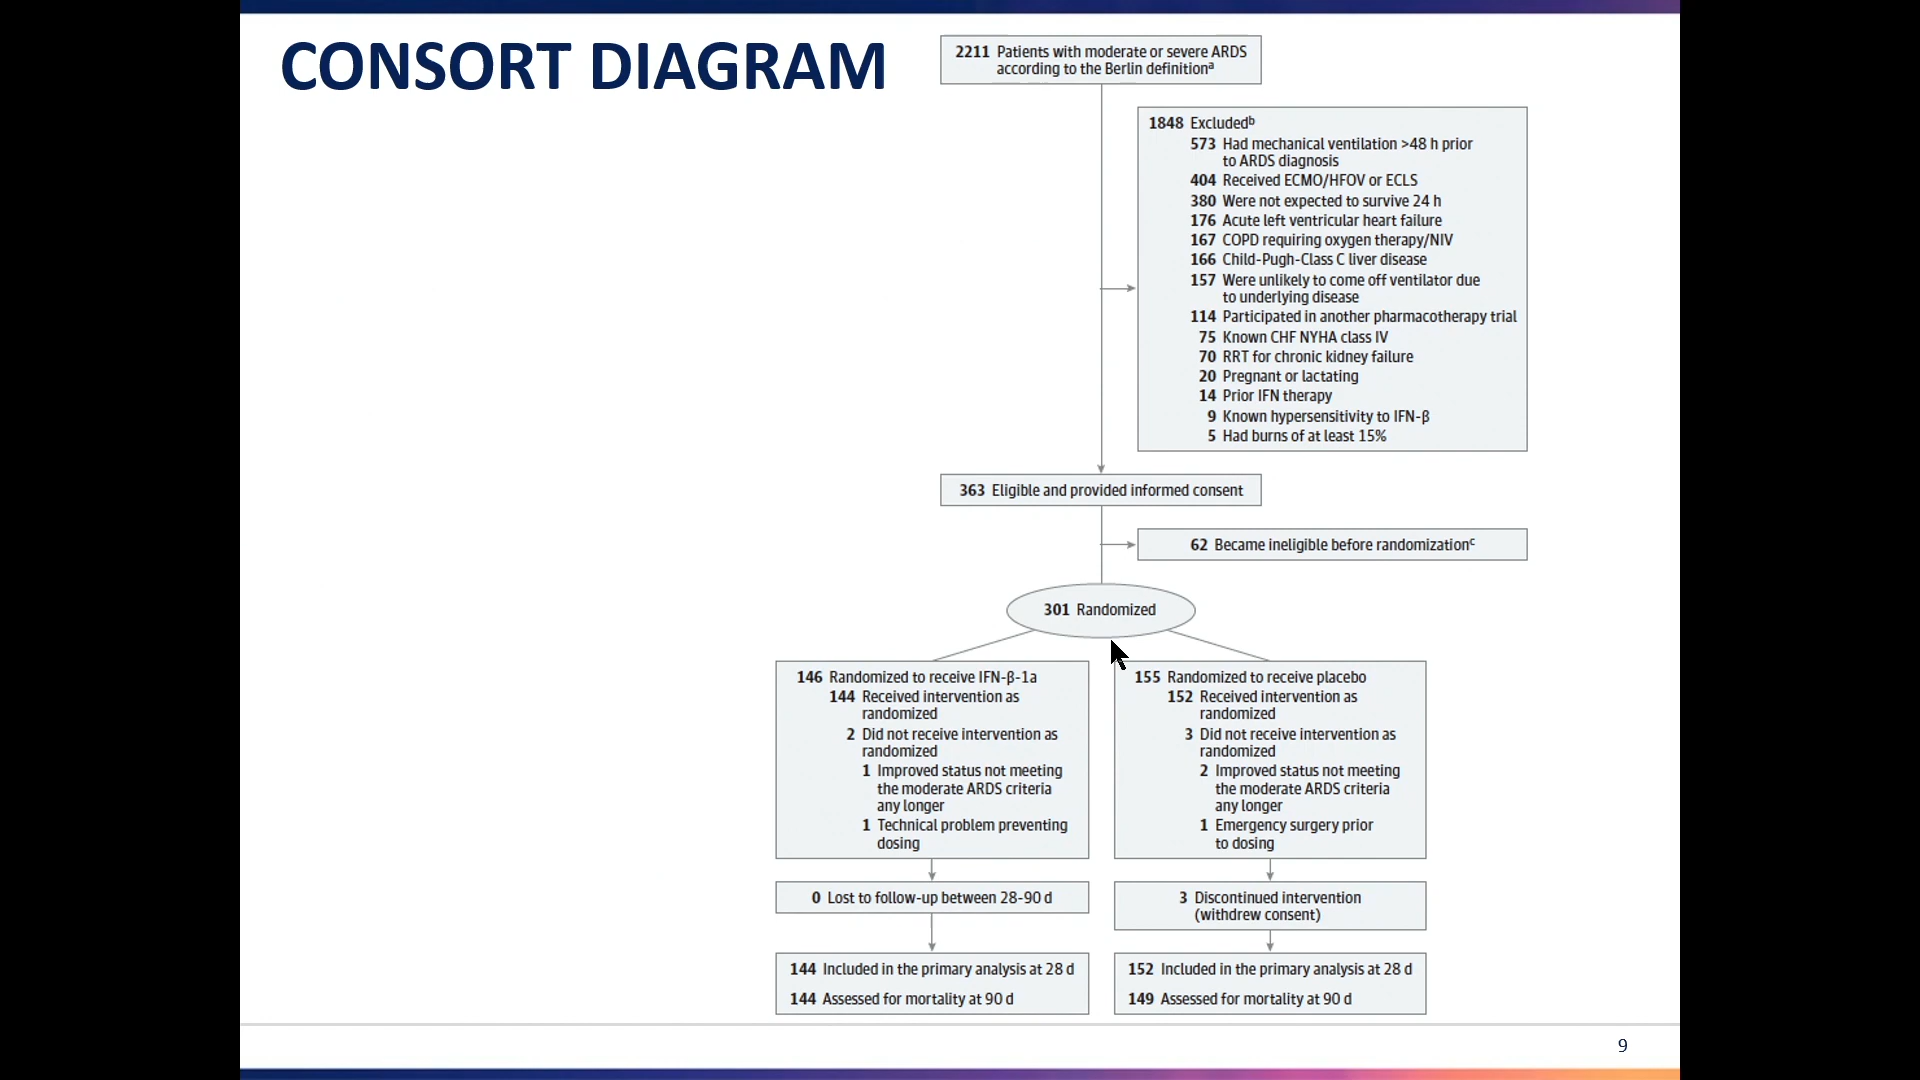 CONSORT DIAGRAM
2211 Patients with moderate or severe ARDS
according to the Berlin definitionᵃ
1848 Excludedᵇ
573 Had mechanical ventilation >48 h prior
to ARDS diagnosis
404 Received ECMO/HFOV or ECLS
380 Were not expected to survive 24 h
176 Acute left ventricular heart failure
167 COPD requiring oxygen therapy/NIV
166 Child-Pugh-Class C liver disease
157 Were unlikely to come off ventilator due
to underlying disease
114 Participated in another pharmacotherapy trial
75 Known CHF NYHA class IV
70 RRT for chronic kidney failure
20 Pregnant or lactating
14 Prior IFN therapy
9 Known hypersensitivity to IFN-β
5 Had burns of at least 15%
363 Eligible and provided informed consent
62 Became ineligible before randomizationᶜ
301 Randomized
146 Randomized to receive IFN-β-1a
144 Received intervention as
randomized
2 Did not receive intervention as
randomized
1 Improved status not meeting
the moderate ARDS criteria
any longer
1 Technical problem preventing
dosing
155 Randomized to receive placebo
152 Received intervention as
randomized
3 Did not receive intervention as
randomized
2 Improved status not meeting
the moderate ARDS criteria
any longer
1 Emergency surgery prior
to dosing
0 Lost to follow-up between 28-90 d
3 Discontinued intervention
(withdrew consent)
144 Included in the primary analysis at 28 d
144 Assessed for mortality at 90 d
152 Included in the primary analysis at 28 d
149 Assessed for mortality at 90 d
9